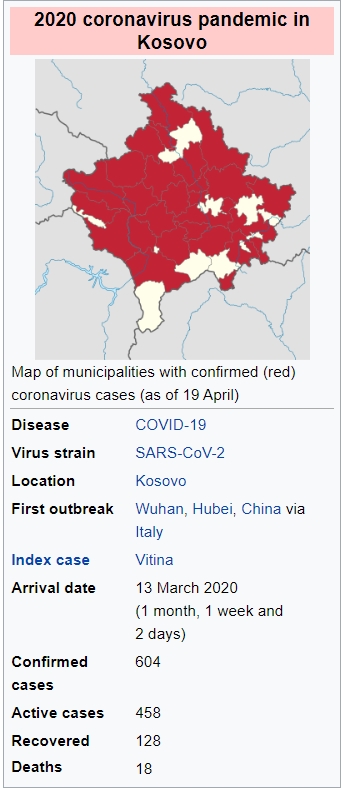 2020 coronavirus pandemic in
Kosovo
Map of municipalities with confirmed (red)
coronavirus cases (as of 19 April)
Disease COVID-19
Virus strain SARS-CoV-2
Location Kosovo
First outbreak Wuhan, Hubei, China via
Italy
Index case Vitina
Arrival date 13 March 2020
(1 month, 1 week and
2 days)
Confirmed 604
cases
Active cases 458
Recovered 128
Deaths 18